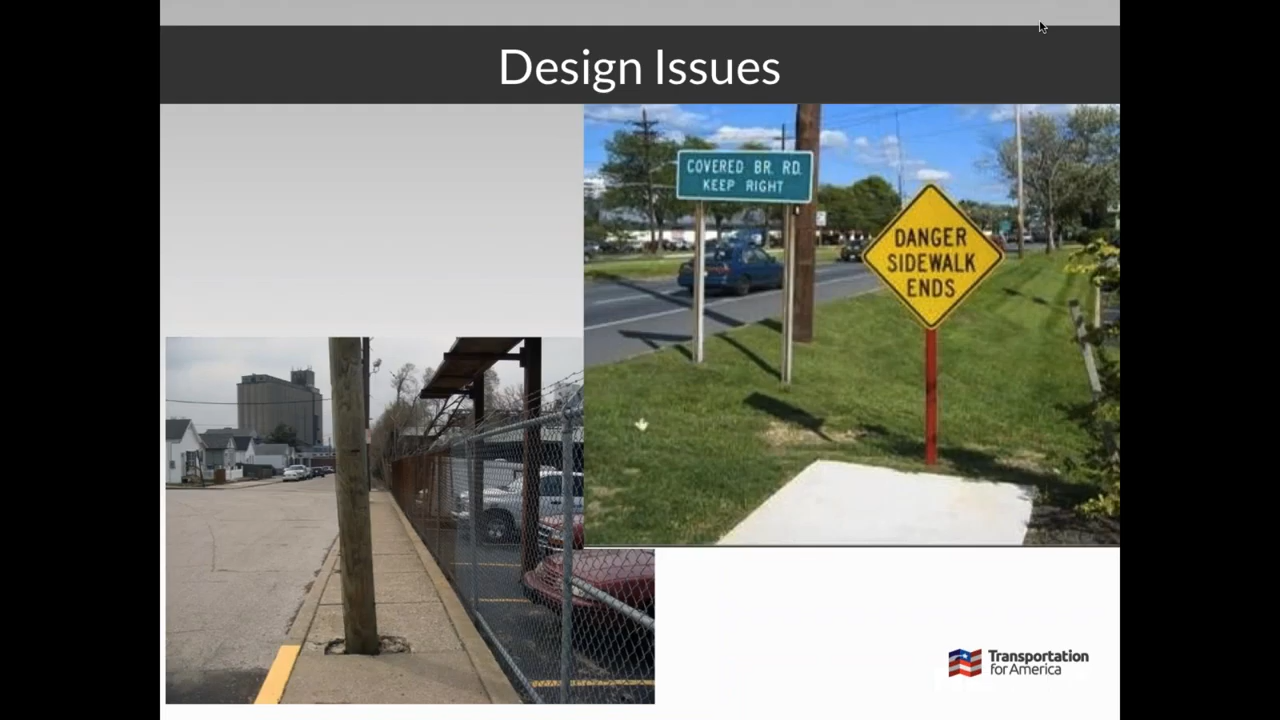 Design Issues
COVERED BR. RD.
KEEP RIGHT
DANGER
SIDEWALK
ENDS
Transportation
for America